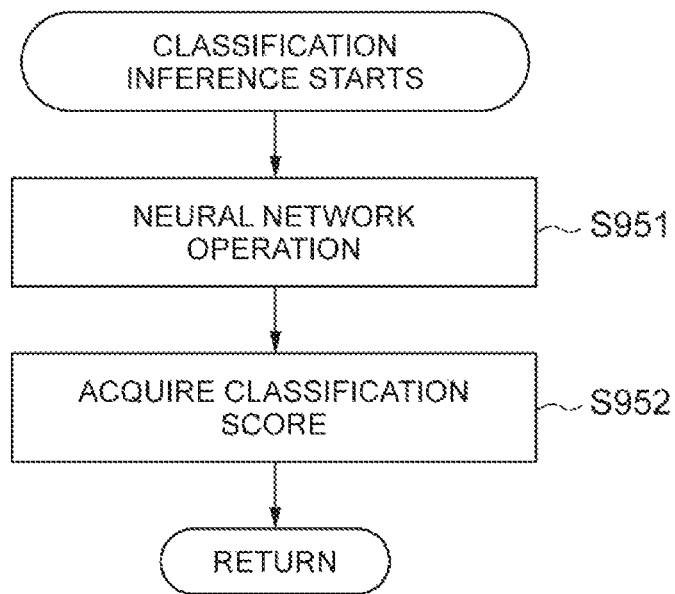 CLASSIFICATION
INFERENCE STARTS
NEURAL NETWORK
OPERATION
S951
ACQUIRE CLASSIFICATION
SCORE
S952
RETURN